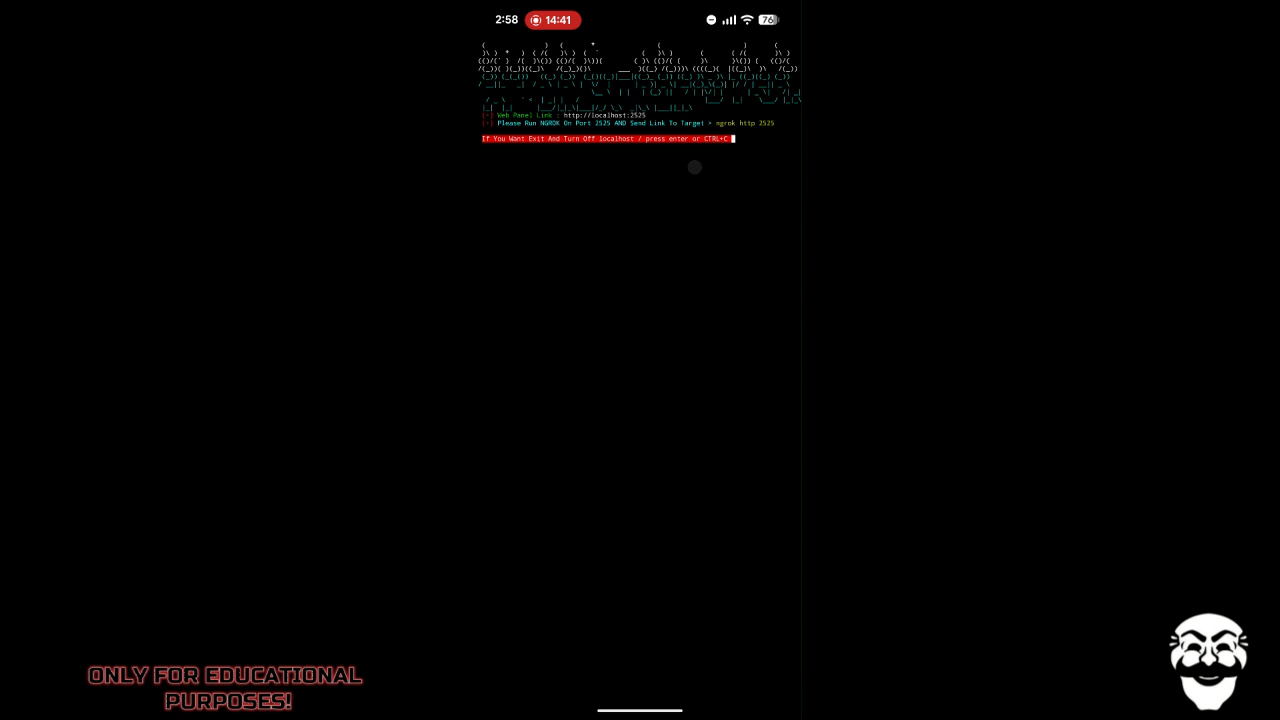 2:58
14:41
76
[+] Web Panel Link : http://localhost:2525
[+] Please Run NGROK On Port 2525 AND Send Link To Target > ngrok http 2525
If You Want Exit And Turn Off localhost / press enter or CTRL+C
ONLY FOR EDUCATIONAL
PURPOSES!